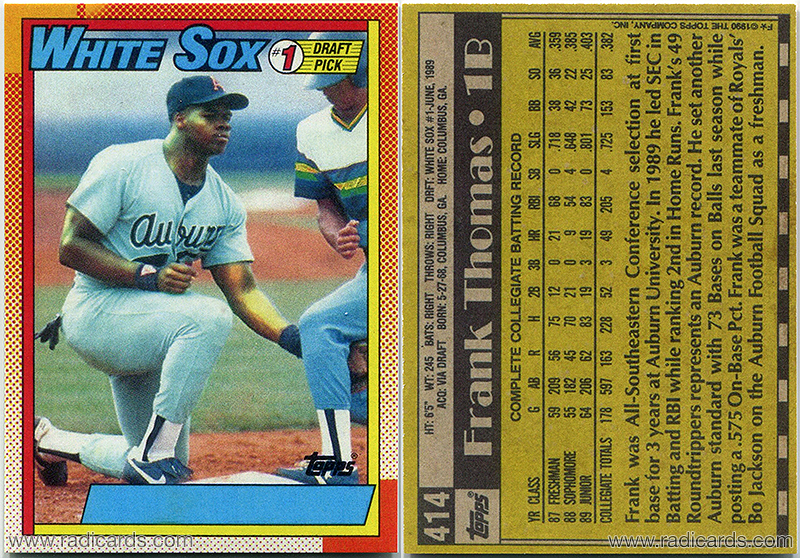 WHITE SOX
#1
DRAFT
PICK
auburn
Topps
www.radicards.com
F★©1990 THE TOPPS COMPANY, INC.
414
Topps
Frank Thomas • 1B
HT: 6'5" WT: 245 BATS: RIGHT THROWS: RIGHT DRFT: WHITE SOX #1-JUNE, 1989
ACQ: VIA DRAFT BORN: 5-27-68, COLUMBUS, GA. HOME: COLUMBUS, GA.
COMPLETE COLLEGIATE BATTING RECORD
YR CLASS G AB R H 2B 3B HR RBI SB SLG BB SO AVG
87 FRESHMAN 59 209 56 75 12 0 21 68 0 .718 38 36 .359
88 SOPHOMORE 55 182 45 70 21 0 9 54 4 .648 42 22 .385
89 JUNIOR 64 206 62 83 19 3 19 83 0 .801 73 25 .403
COLLEGIATE TOTALS 178 597 163 228 52 3 49 205 4 .725 153 83 .382
Frank was All-Southeastern Conference selection at first
base for 3 years at Auburn University. In 1989 he led SEC in
Batting and RBI while ranking 2nd in Home Runs. Frank's 49
Roundtrippers represents an Auburn record. He set another
Auburn standard with 73 Bases on Balls last season while
posting a .575 On-Base Pct. Frank was a teammate of Royals'
Bo Jackson on the Auburn Football Squad as a freshman.
www.radicards.com